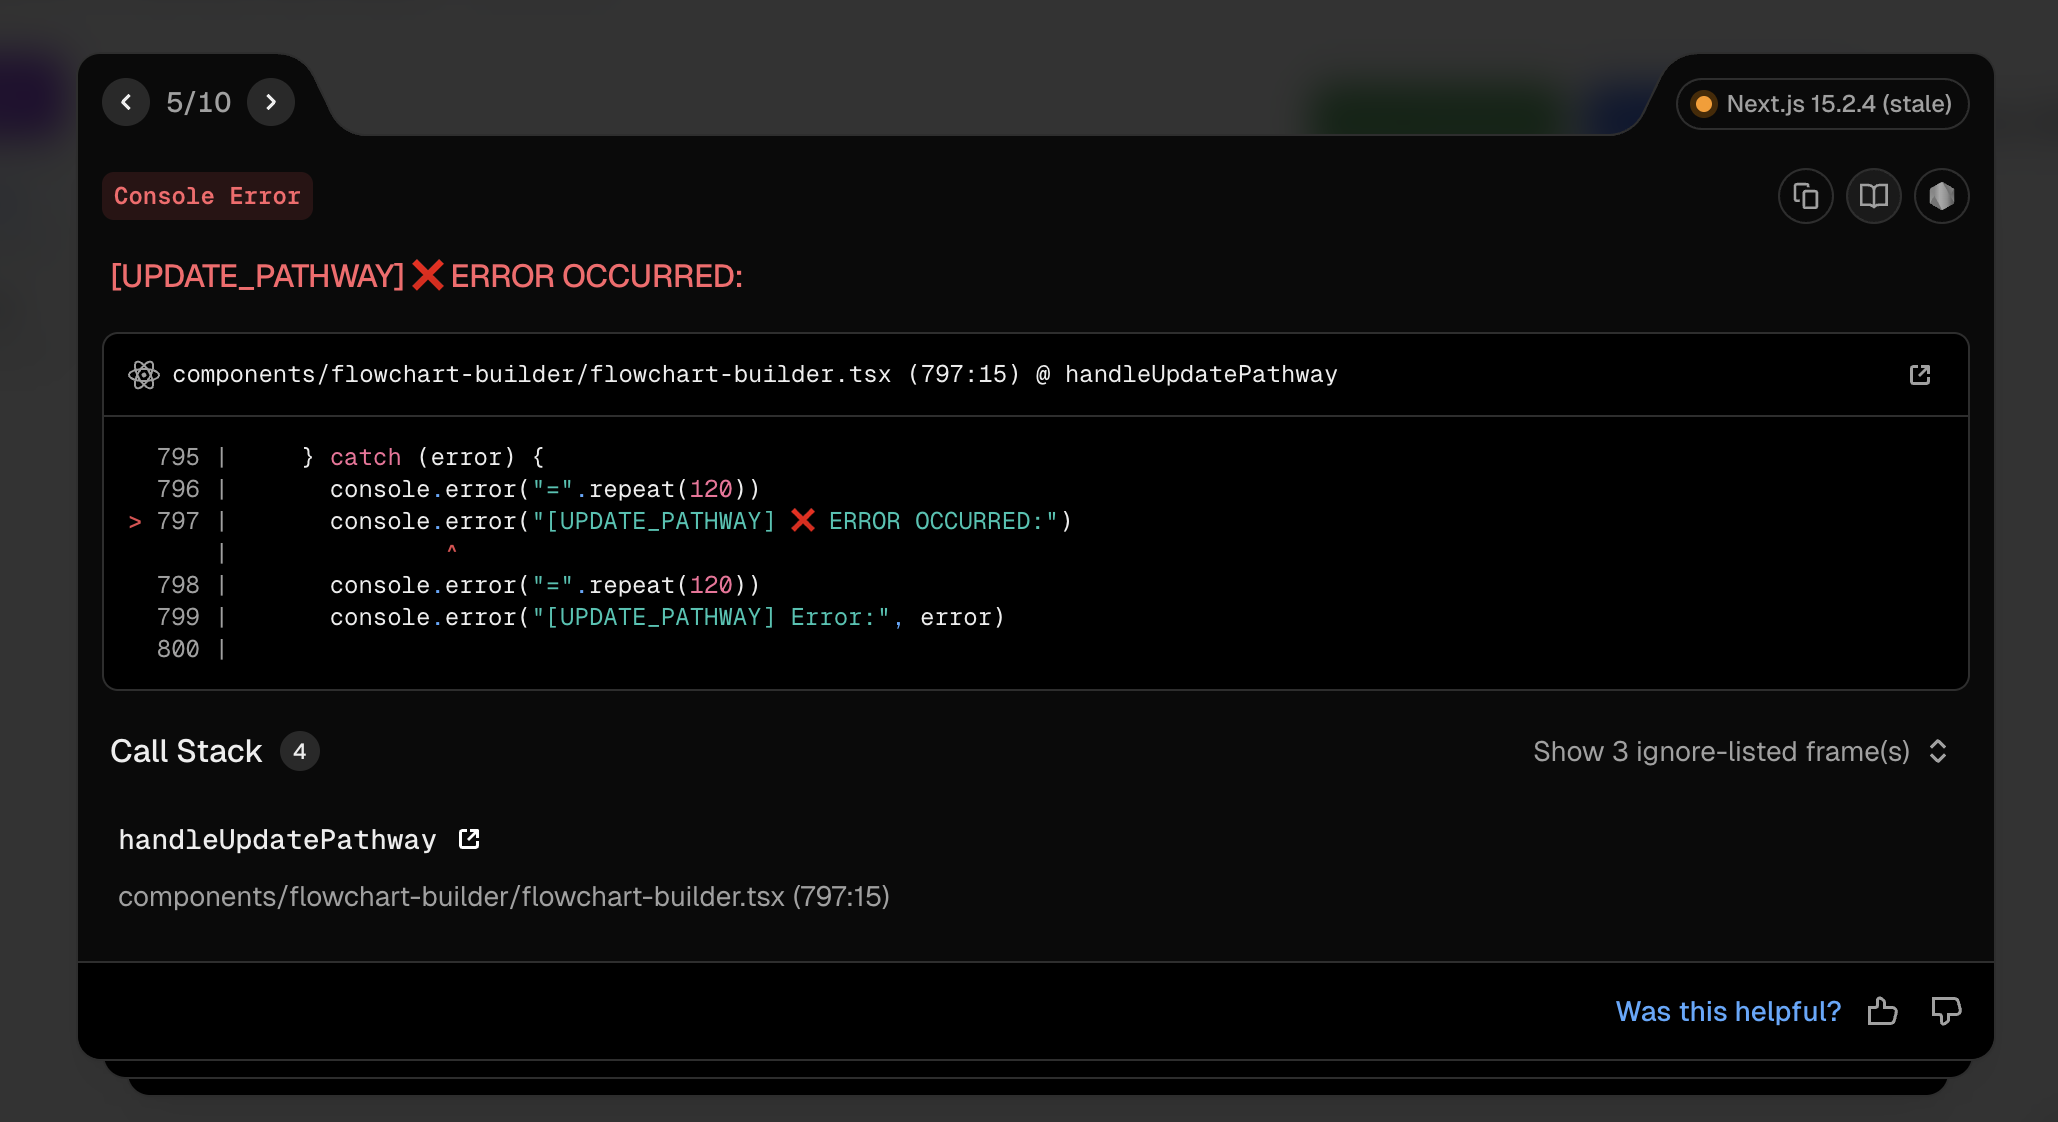 5/10
Next.js 15.2.4 (stale)
Console Error
[UPDATE_PATHWAY] ❌ ERROR OCCURRED:
components/flowchart-builder/flowchart-builder.tsx (797:15) @ handleUpdatePathway
795 |     } catch (error) {
796 |       console.error("=".repeat(120))
> 797 |       console.error("[UPDATE_PATHWAY] ❌ ERROR OCCURRED:")
|               ^
798 |       console.error("=".repeat(120))
799 |       console.error("[UPDATE_PATHWAY] Error:", error)
800 |
Call Stack 4
Show 3 ignore-listed frame(s)
handleUpdatePathway
components/flowchart-builder/flowchart-builder.tsx (797:15)
Was this helpful?